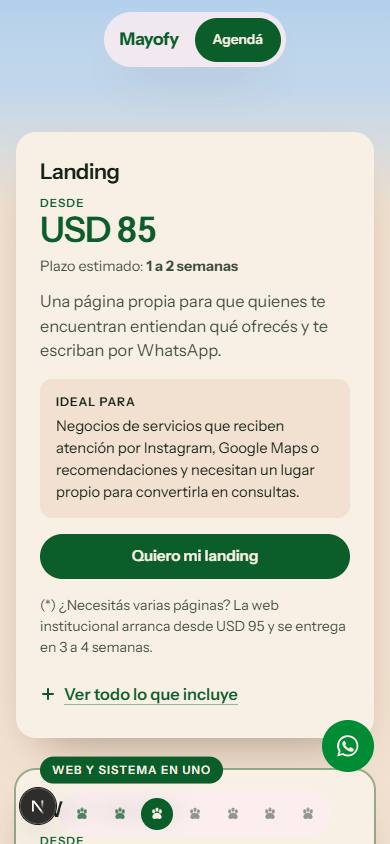 Mayofy
Agendá
Landing
DESDE
USD 85
Plazo estimado: 1 a 2 semanas
Una página propia para que quienes te
encuentran entiendan qué ofrecés y te
escriban por WhatsApp.
IDEAL PARA
Negocios de servicios que reciben
atención por Instagram, Google Maps o
recomendaciones y necesitan un lugar
propio para convertirla en consultas.
Quiero mi landing
(*) ¿Necesitás varias páginas? La web
institucional arranca desde USD 95 y se entrega
en 3 a 4 semanas.
+ Ver todo lo que incluye
WEB Y SISTEMA EN UNO
N
DESDE